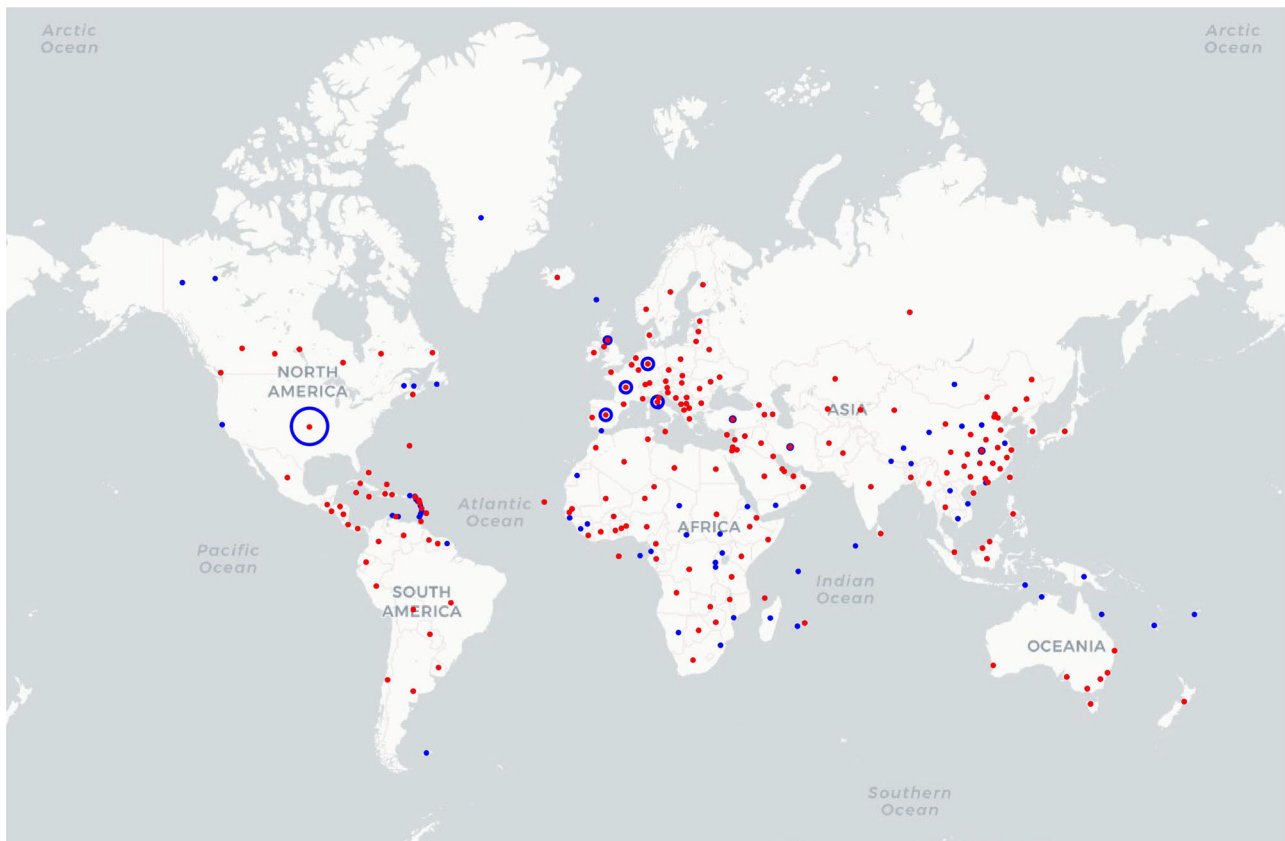 Arctic
Ocean
Arctic
Ocean
NORTH
AMERICA
ASIA
Atlantic
Ocean
AFRICA
Pacific
Ocean
SOUTH
AMERICA
Indian
Ocean
OCEANIA
Southern
Ocean